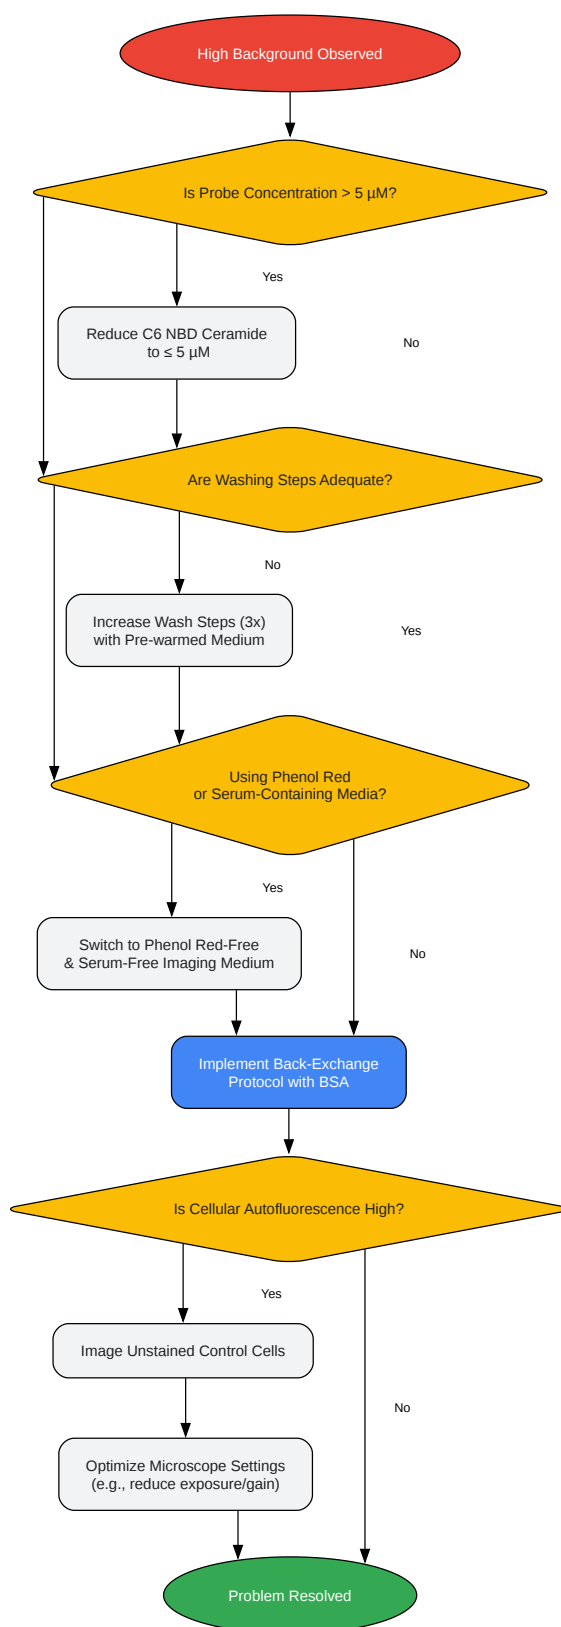 High Background Observed
Is Probe Concentration > 5 µM?
Yes
Reduce C6 NBD Ceramide
to ≤ 5 µM
No
Are Washing Steps Adequate?
No
Increase Wash Steps (3x)
with Pre-warmed Medium
Yes
Using Phenol Red
or Serum-Containing Media?
Yes
Switch to Phenol Red-Free
& Serum-Free Imaging Medium
No
Implement Back-Exchange
Protocol with BSA
Is Cellular Autofluorescence High?
Yes
Image Unstained Control Cells
No
Optimize Microscope Settings
(e.g., reduce exposure/gain)
Problem Resolved